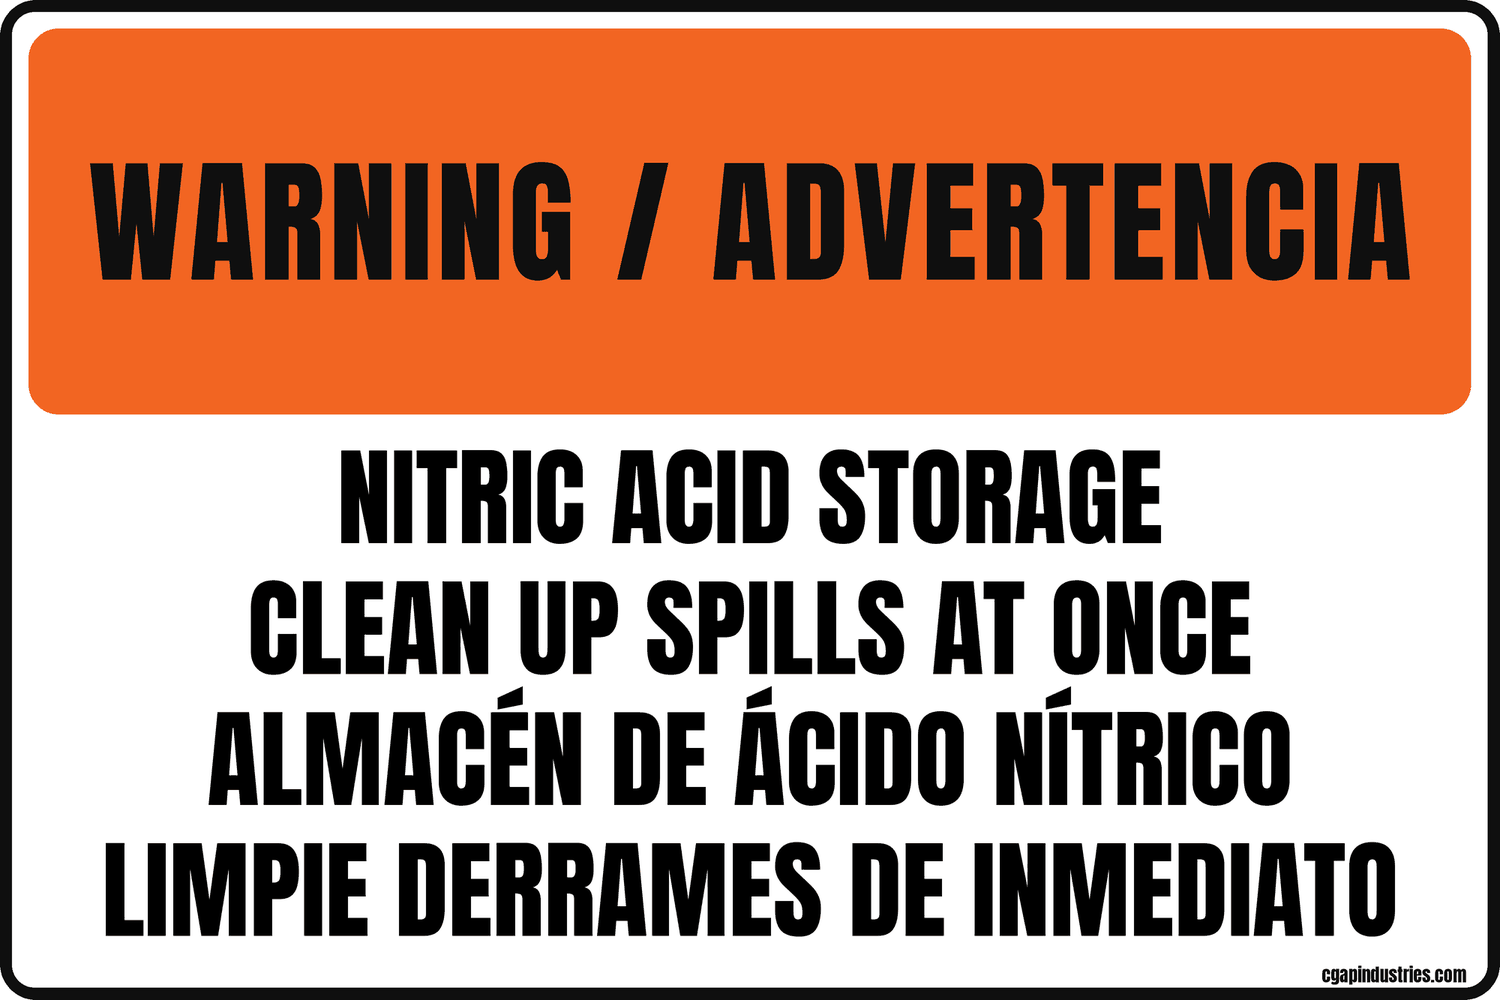 WARNING / ADVERTENCIA
NITRIC ACID STORAGE
CLEAN UP SPILLS AT ONCE
ALMACÉN DE ÁCIDO NÍTRICO
LIMPIE DERRAMES DE INMEDIATO
cgapindustries.com